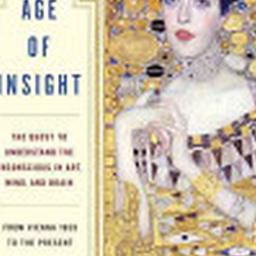 AGE
OF
INSIGHT
THE QUEST TO
UNDERSTAND THE
UNCONSCIOUS IN ART,
MIND, AND BRAIN
FROM VIENNA 1900
TO THE PRESENT